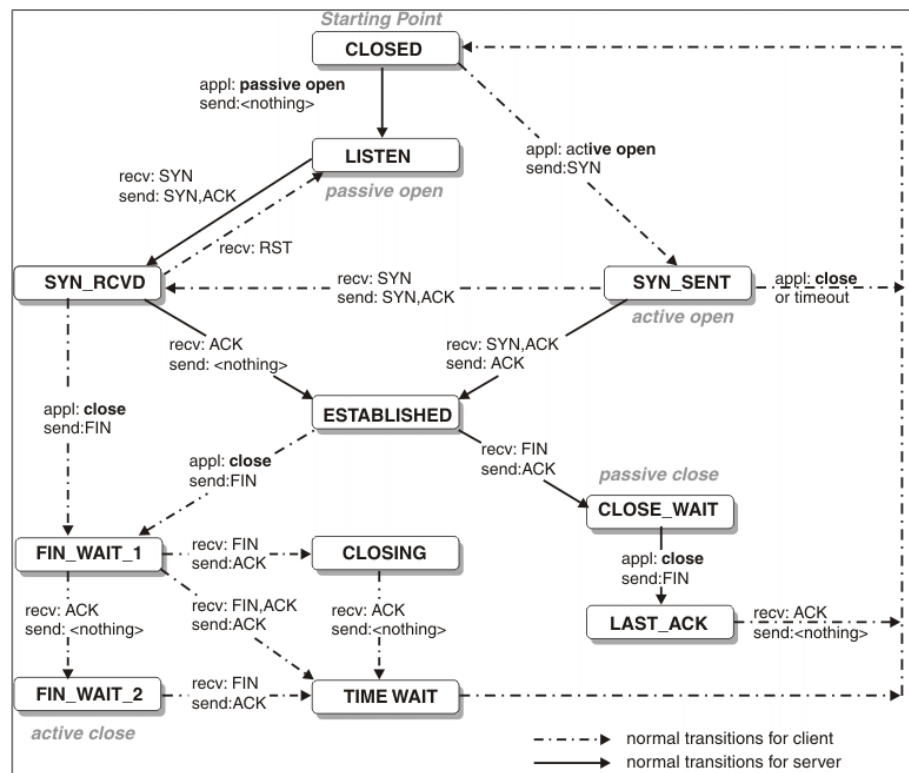 Starting Point
CLOSED
appl: passive open
send:<nothing>
LISTEN
passive open
appl: active open
send:SYN
recv: SYN
send: SYN,ACK
recv: RST
SYN_RCVD
recv: SYN
send: SYN,ACK
SYN_SENT
active open
appl: close
or timeout
recv: ACK
send: <nothing>
recv: SYN,ACK
send: ACK
ESTABLISHED
appl: close
send:FIN
appl: close
send:FIN
recv: FIN
send:ACK
passive close
CLOSE_WAIT
FIN_WAIT_1
recv: FIN
send:ACK
CLOSING
appl: close
send:FIN
recv: ACK
send: <nothing>
recv: FIN,ACK
send:ACK
recv: ACK
send:<nothing>
LAST_ACK
recv: ACK
send:<nothing>
FIN_WAIT_2
active close
recv: FIN
send:ACK
TIME WAIT
normal transitions for client
normal transitions for server